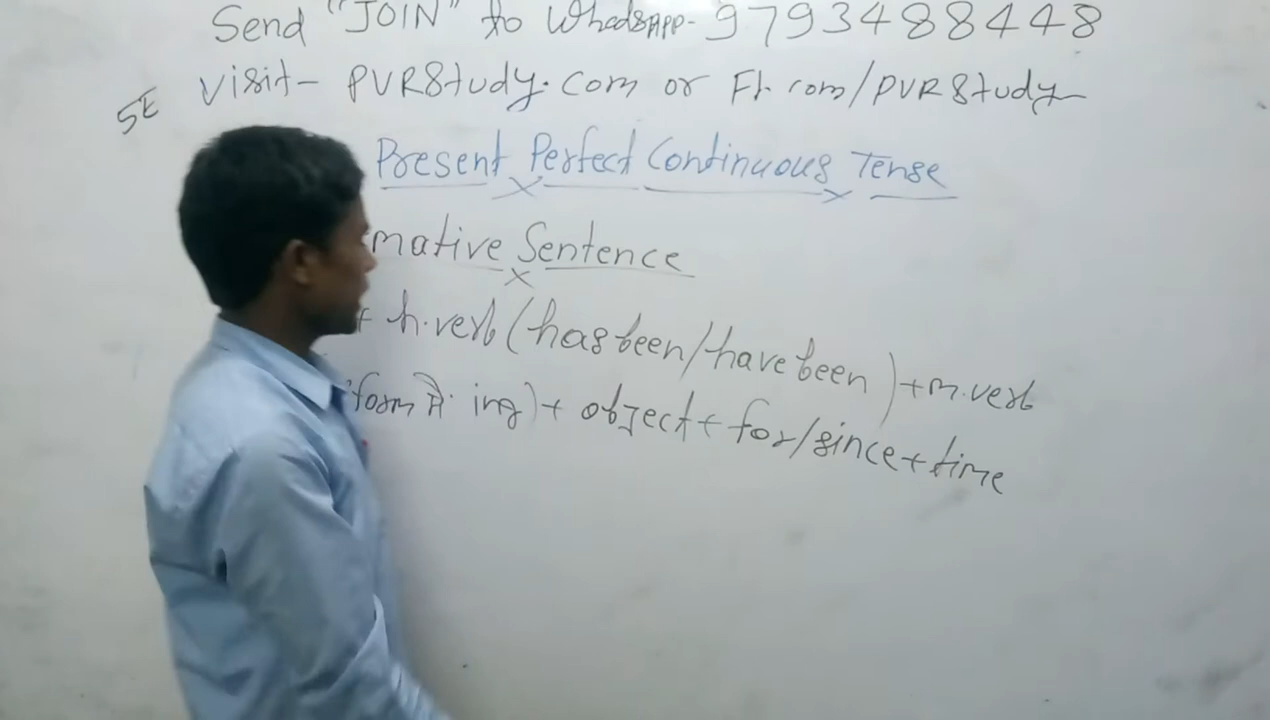 Send "JOIN" to WhatsApp- 9793488448
5E
Visit- PVRStudy.com or Ft.com/PVRStudy
Present Perfect Continuous Tense
mative Sentence
+ h.verb (has been/have been) + m.verb
form में ing) + object + for/since + time